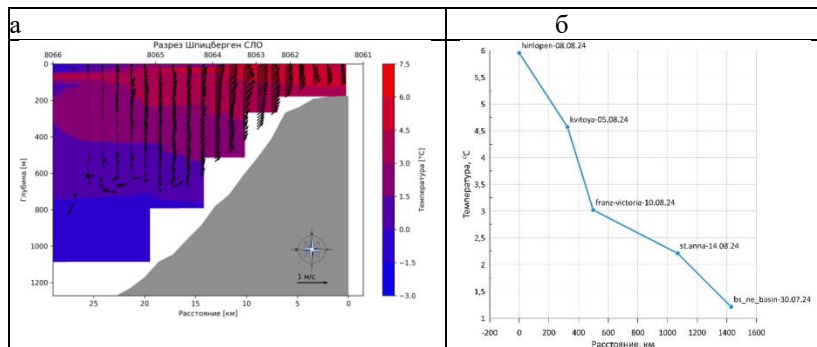 а
б
Разрез Шпицберген СЛО
8066 8065 8064 8063 8062 8061
0
200
400
600
800
1000
1200
Глубина [м]
25 20 15 10 5 0
Расстояние [км]
1 м/с
7.5
6.0
4.5
3.0
1.5
0.0
−1.5
−3.0
Температура [°C]
6
5,5
5
4,5
4
3,5
3
2,5
2
1,5
1
Температура, °C
hinlopen-08.08.24
kvitoya-05.08.24
franz-victoria-10.08.24
st.anna-14.08.24
bs_ne_basin-30.07.24
-200 0 200 400 600 800 1000 1200 1400 1600
Расстояние, км